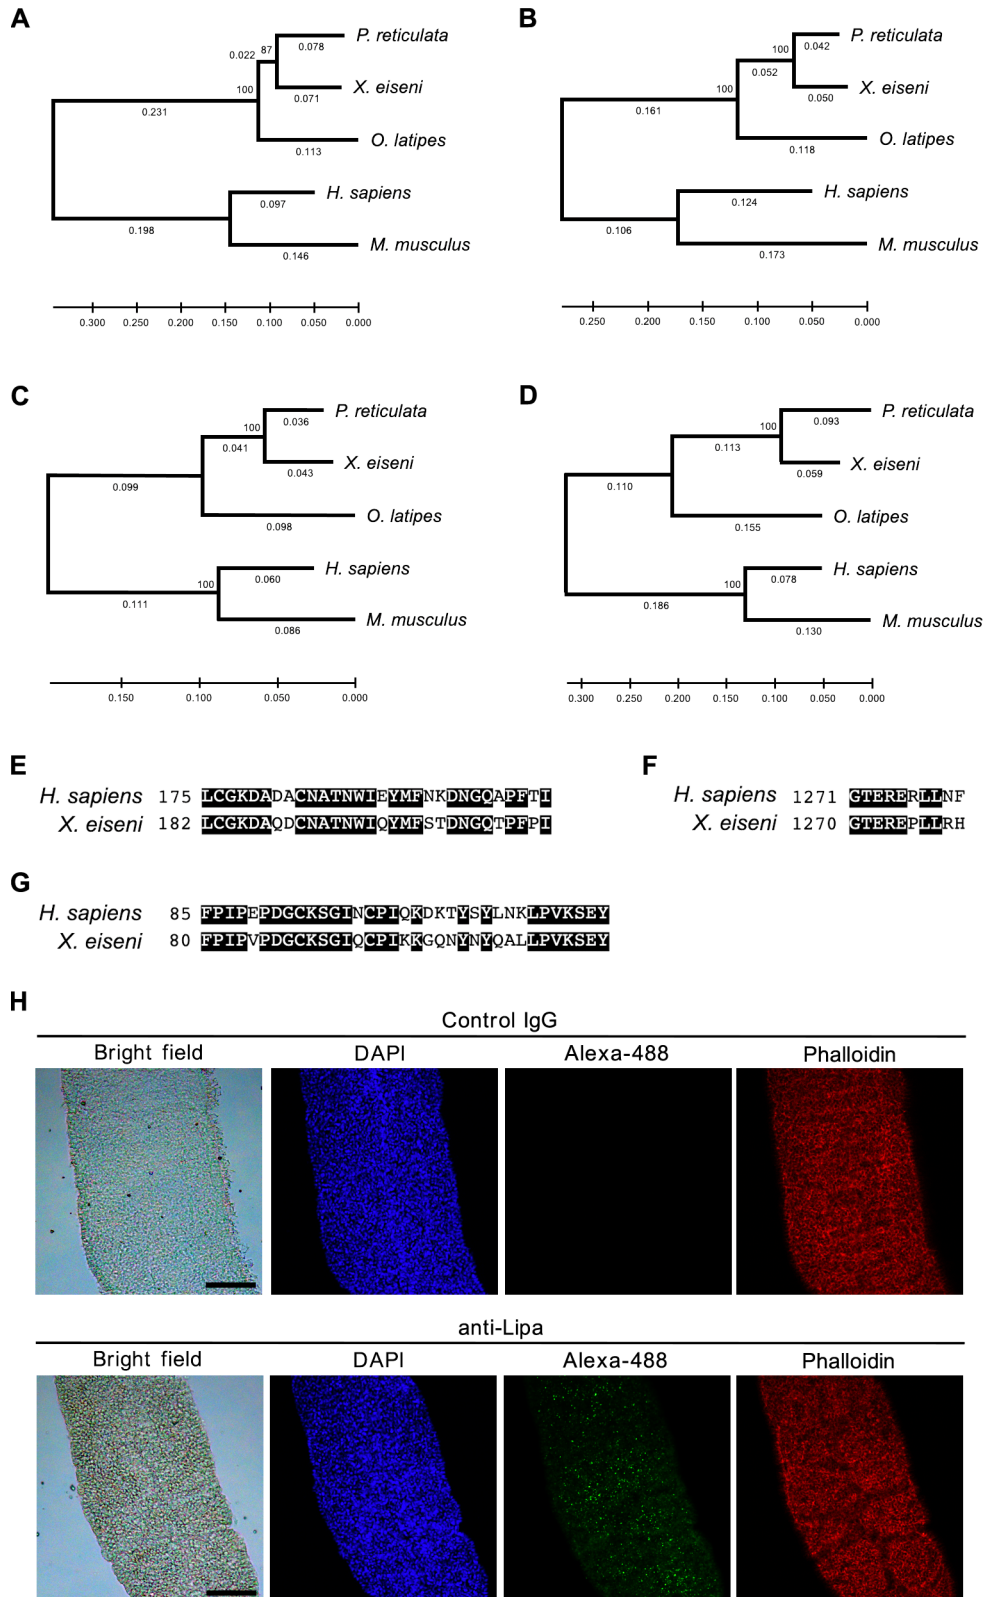 A
P. reticulata
0.078
87
0.022
X. eiseni
0.071
100
0.231
O. latipes
0.113
H. sapiens
0.097
0.198
M. musculus
0.146
0.300 0.250 0.200 0.150 0.100 0.050 0.000
B
P. reticulata
0.042
100
0.052
X. eiseni
0.050
100
0.161
O. latipes
0.118
H. sapiens
0.124
0.106
M. musculus
0.173
0.250 0.200 0.150 0.100 0.050 0.000
C
P. reticulata
0.036
100
0.041
X. eiseni
0.043
0.099
O. latipes
0.098
H. sapiens
0.060
100
0.111
M. musculus
0.086
0.150 0.100 0.050 0.000
D
P. reticulata
0.093
100
0.113
X. eiseni
0.059
0.110
O. latipes
0.155
H. sapiens
0.078
100
0.186
M. musculus
0.130
0.300 0.250 0.200 0.150 0.100 0.050 0.000
E
H. sapiens 175 LCGKDADACNATNWIEYMFNKDNGQAPFTI
X. eiseni 182 LCGKDAQDCNATNWIQYMFSTDNGQTPFPI
F
H. sapiens 1271 GTERERLLNF
X. eiseni 1270 GTEREPLLRH
G
H. sapiens 85 FPIPEPDGCKSGINCPIQKDKTYSYLNKLPVKSEY
X. eiseni 80 FPIPVPDGCKSGIQCPIKKGQNYNYQALLPVKSEY
H
Control IgG
Bright field DAPI Alexa-488 Phalloidin
anti-Lipa
Bright field DAPI Alexa-488 Phalloidin